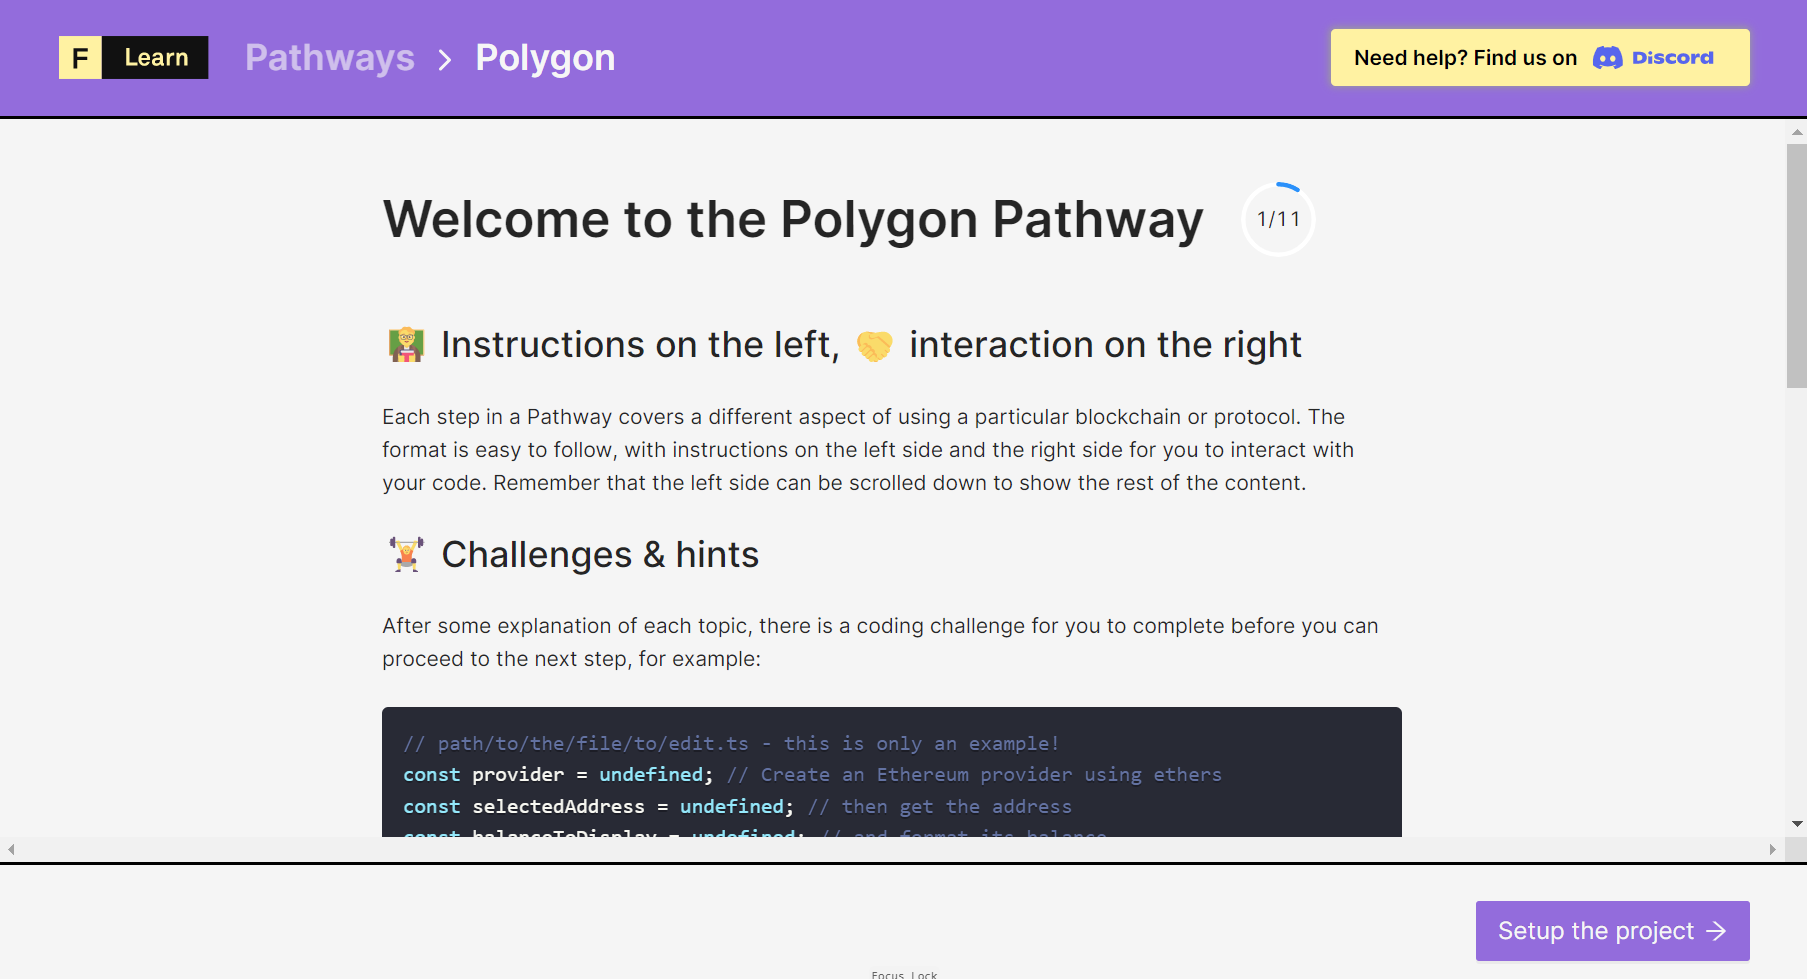 F Learn Pathways > Polygon
Need help? Find us on Discord
Welcome to the Polygon Pathway 1/11
Instructions on the left, interaction on the right
Each step in a Pathway covers a different aspect of using a particular blockchain or protocol. The
format is easy to follow, with instructions on the left side and the right side for you to interact with
your code. Remember that the left side can be scrolled down to show the rest of the content.
Challenges & hints
After some explanation of each topic, there is a coding challenge for you to complete before you can
proceed to the next step, for example:
// path/to/the/file/to/edit.ts - this is only an example!
const provider = undefined; // Create an Ethereum provider using ethers
const selectedAddress = undefined; // then get the address
const balanceToDisplay = undefined; // and format its balance
Setup the project →
Focus Lock